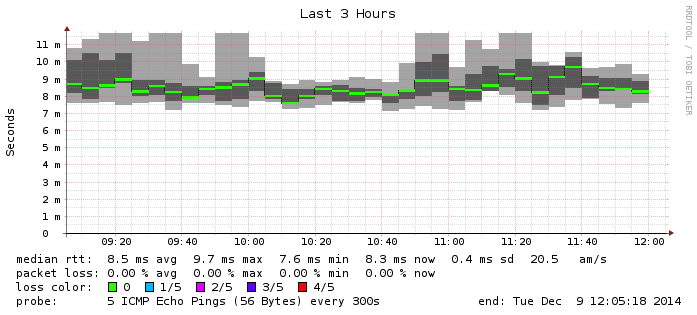 Last 3 Hours
RRDTOOL / TOBI OETIKER
Seconds
11 m
10 m
9 m
8 m
7 m
6 m
5 m
4 m
3 m
2 m
1 m
0
09:20 09:40 10:00 10:20 10:40 11:00 11:20 11:40 12:00
median rtt: 8.5 ms avg 9.7 ms max 7.6 ms min 8.3 ms now 0.4 ms sd 20.5 am/s
packet loss: 0.00 % avg 0.00 % max 0.00 % min 0.00 % now
loss color: 0 1/5 2/5 3/5 4/5
probe: 5 ICMP Echo Pings (56 Bytes) every 300s end: Tue Dec 9 12:05:18 2014